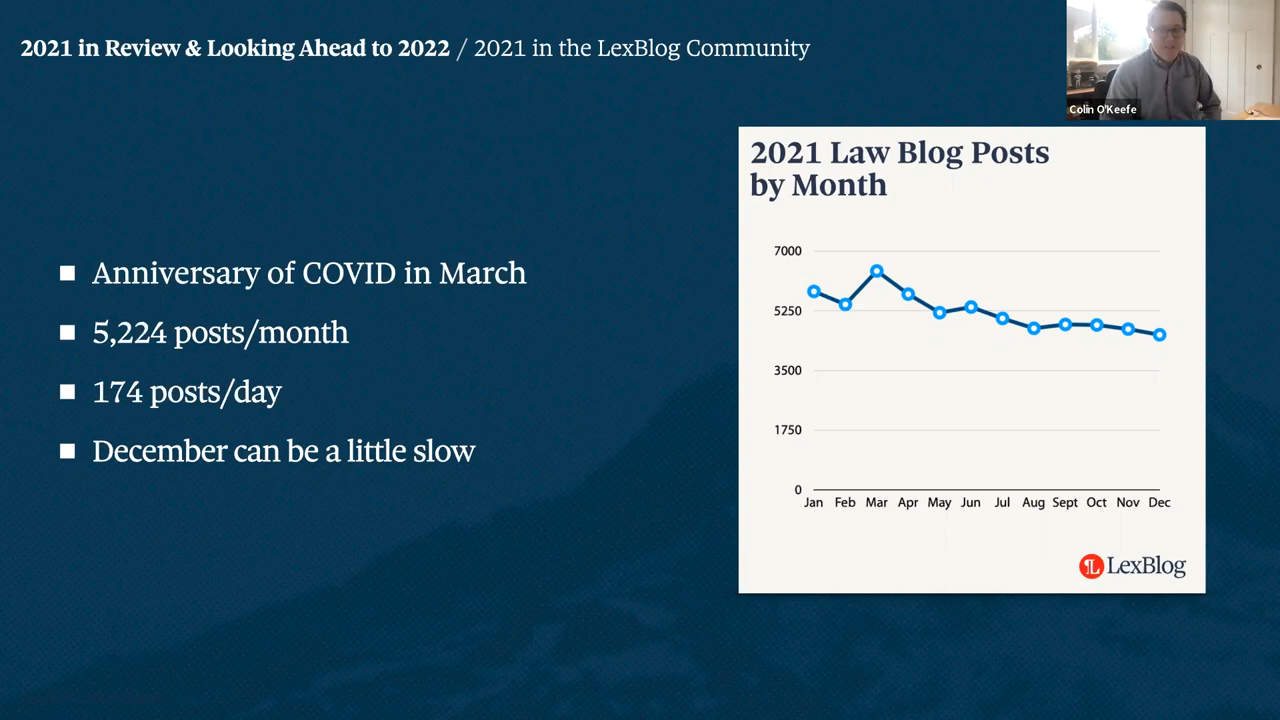 2021 in Review & Looking Ahead to 2022 / 2021 in the LexBlog Community
Colin O'Keefe
■ Anniversary of COVID in March
■ 5,224 posts/month
■ 174 posts/day
■ December can be a little slow
2021 Law Blog Posts
by Month
7000
5250
3500
1750
0
Jan Feb Mar Apr May Jun Jul Aug Sept Oct Nov Dec
LexBlog